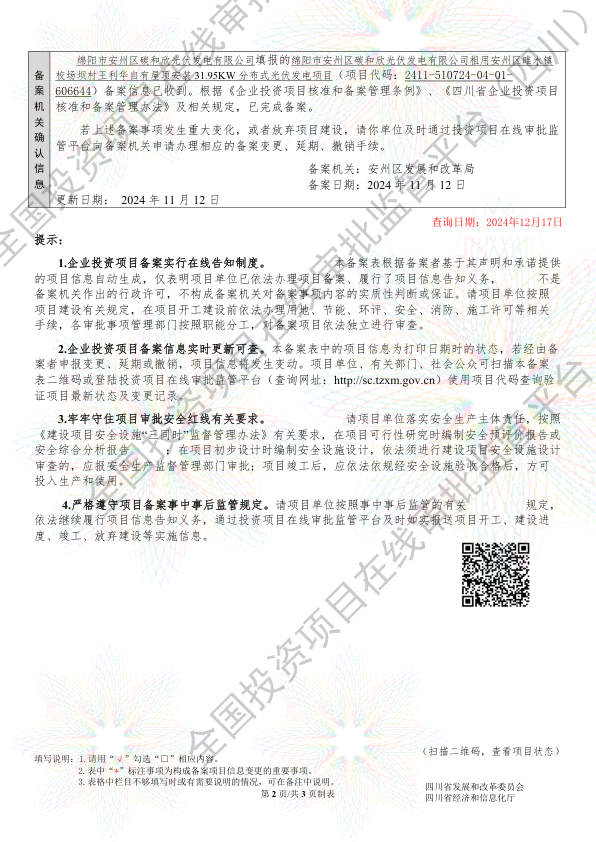 绵阳市安州区碳和欣光伏发电有限公司填报的绵阳市安州区碳和欣光伏发电有限公司租用安州区雎水镇
校场坝村王利华自有屋顶安装31.95KW分布式光伏发电项目（项目代码：2411-510724-04-01-
606644）备案信息已收到。根据《企业投资项目核准和备案管理条例》、《四川省企业投资项目
核准和备案管理办法》及相关规定，已完成备案。
若上述备案事项发生重大变化，或者放弃项目建设，请你单位及时通过投资项目在线审批监
管平台向备案机关申请办理相应的备案变更、延期、撤销手续。
备案机关确认信息
备案机关：安州区发展和改革局
备案日期：2024年11月12日
更新日期： 2024年11月12日
查询日期：2024年12月17日
提示：
1.企业投资项目备案实行在线告知制度。 本备案表根据备案者基于其声明和承诺提供
的项目信息自动生成，仅表明项目单位已依法办理项目备案、履行了项目信息告知义务， 不是
备案机关作出的行政许可，不构成备案机关对备案事项内容的实质性判断或保证。请项目单位按照
项目建设有关规定，在项目开工建设前依法办理用地、节能、环评、安全、消防、施工许可等相关
手续，各审批事项管理部门按照职能分工，对备案项目依法独立进行审查。
2.企业投资项目备案信息实时更新可查。本备案表中的项目信息为打印日期时的状态，若经由备
案者申报变更、延期或撤销，项目信息将发生变动。项目单位、有关部门、社会公众可扫描本备案
表二维码或登陆投资项目在线审批监管平台（查询网址：http://sc.tzxm.gov.cn）使用项目代码查询验
证项目最新状态及变更记录。
3.牢牢守住项目审批安全红线有关要求。 请项目单位落实安全生产主体责任，按照
《建设项目安全设施“三同时”监督管理办法》有关要求，在项目可行性研究时编制安全预评价报告或
安全综合分析报告 ；在项目初步设计时编制安全设施设计，依法须进行建设项目安全设施设计
审查的，应报安全生产监督管理部门审批；项目竣工后，应依法依规经安全设施验收合格后，方可
投入生产和使用。
4.严格遵守项目备案事中事后监管规定。请项目单位按照事中事后监管的有关 规定，
依法继续履行项目信息告知义务，通过投资项目在线审批监管平台及时如实报送项目开工、建设进
度、竣工、放弃建设等实施信息。
（扫描二维码，查看项目状态）
填写说明：1.请用“√”勾选“□”相应内容。
2.表中“*”标注事项为构成备案项目信息变更的重要事项。
3.表格中栏目不够填写时或有需要说明的情况，可在备注中说明。
第 2 页/共 3 页制表
四川省发展和改革委员会
四川省经济和信息化厅
全国投资项目在线审批监管平台（四川）
全国投资项目在线审批监管平台